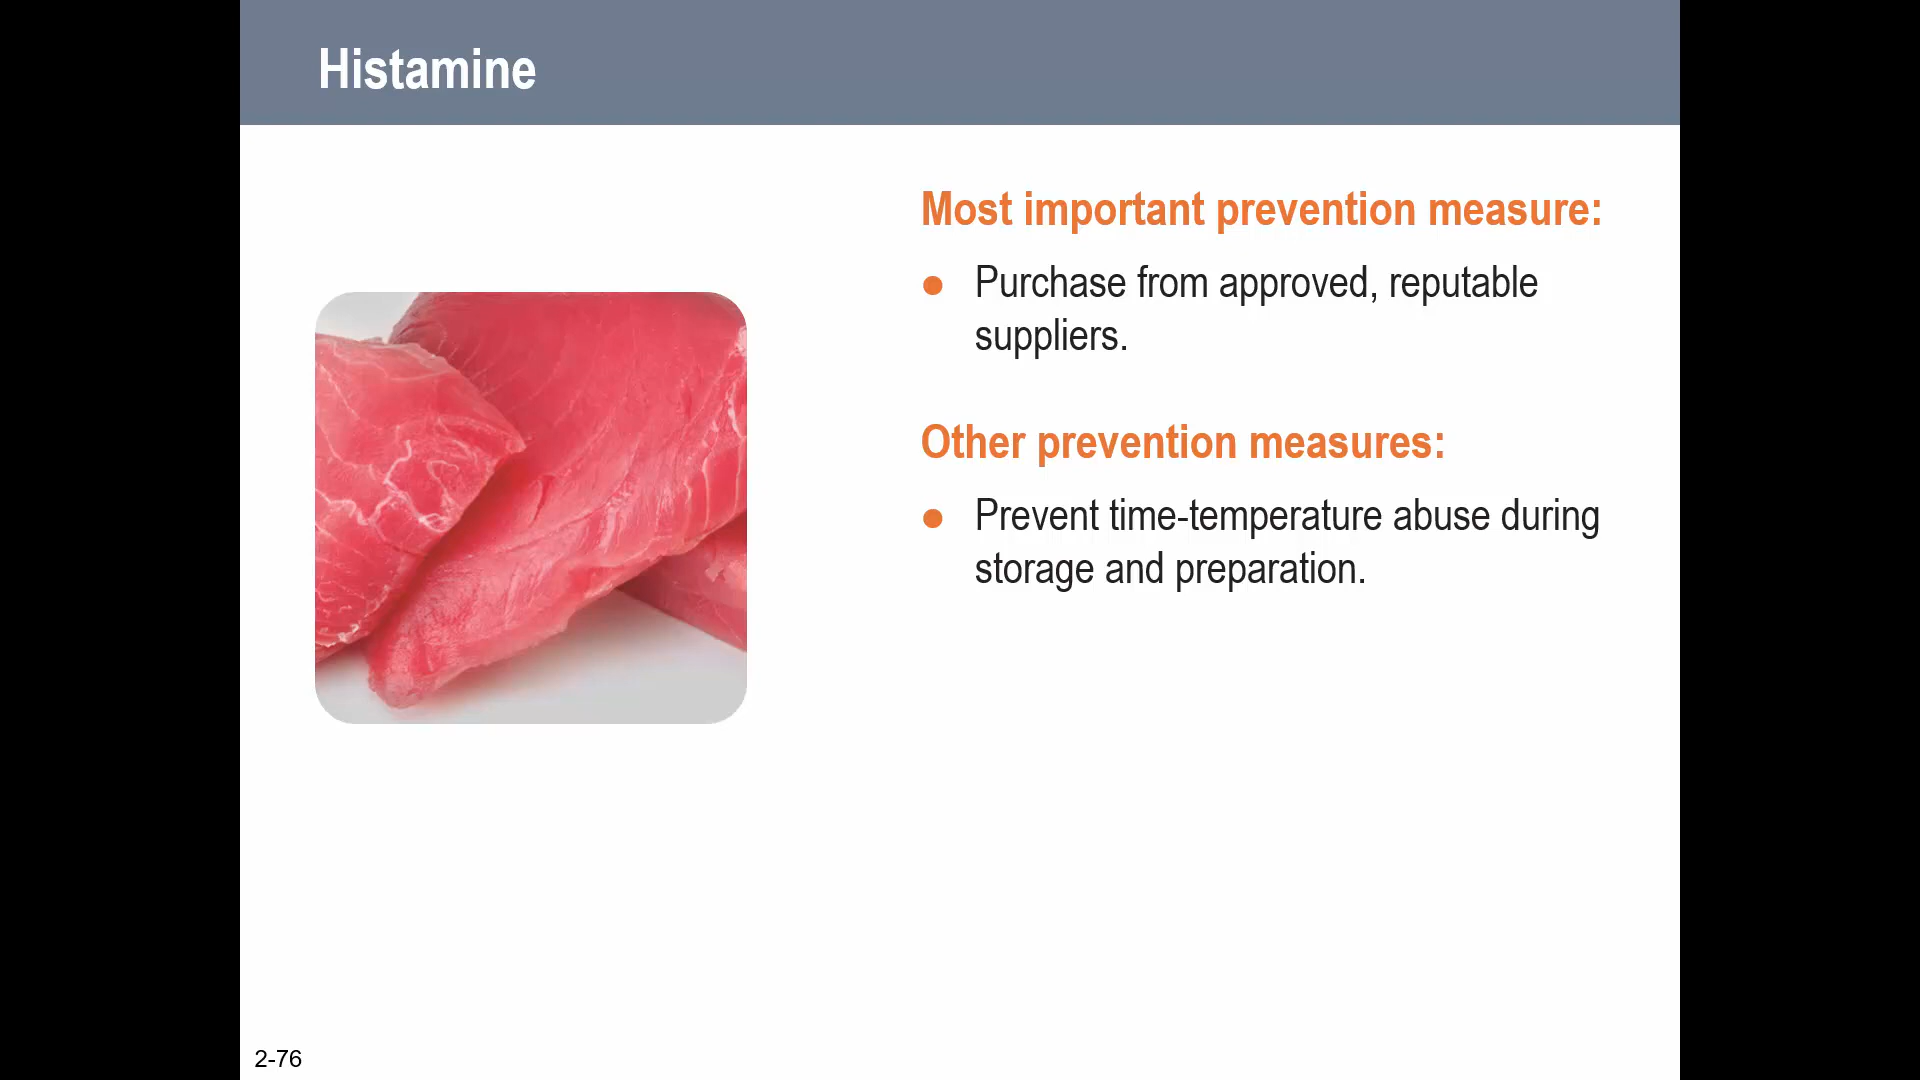 Histamine
Most important prevention measure:
● Purchase from approved, reputable
suppliers.
Other prevention measures:
● Prevent time-temperature abuse during
storage and preparation.
2-76